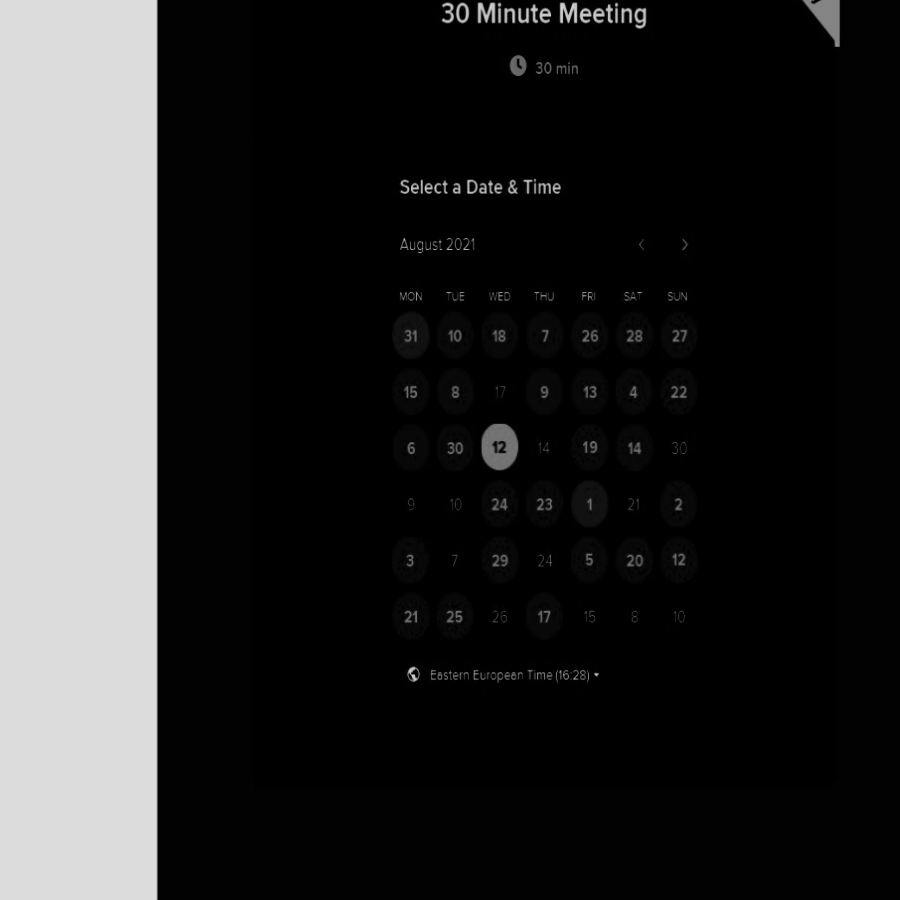 30 Minute Meeting
30 min
Select a Date & Time
August 2021
MON TUE WED THU FRI SAT SUN
31 10 18 7 26 28 27
15 8 17 9 13 4 22
6 30 12 14 19 14 30
9 10 24 23 1 21 2
3 7 29 24 5 20 12
21 25 26 17 15 8 10
Eastern European Time (16:28)